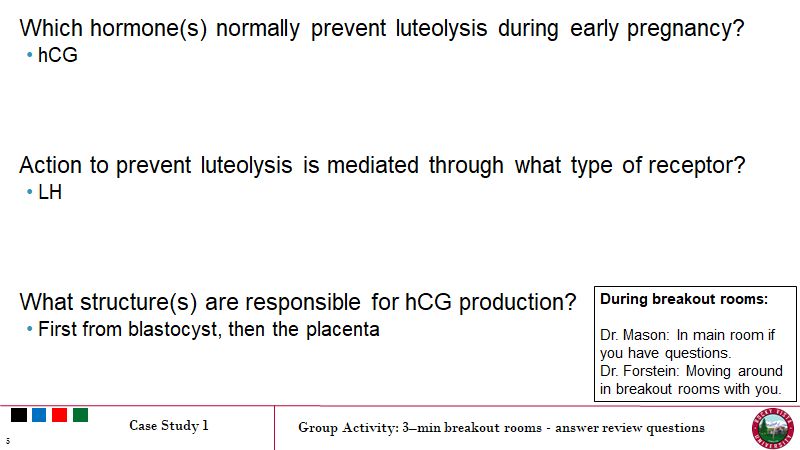 Which hormone(s) normally prevent luteolysis during early pregnancy?
• hCG
Action to prevent luteolysis is mediated through what type of receptor?
• LH
What structure(s) are responsible for hCG production?
• First from blastocyst, then the placenta
During breakout rooms:
Dr. Mason: In main room if
you have questions.
Dr. Forstein: Moving around
in breakout rooms with you.
5
Case Study 1
Group Activity: 3–min breakout rooms - answer review questions
ROCKY VISTA
UNIVERSITY